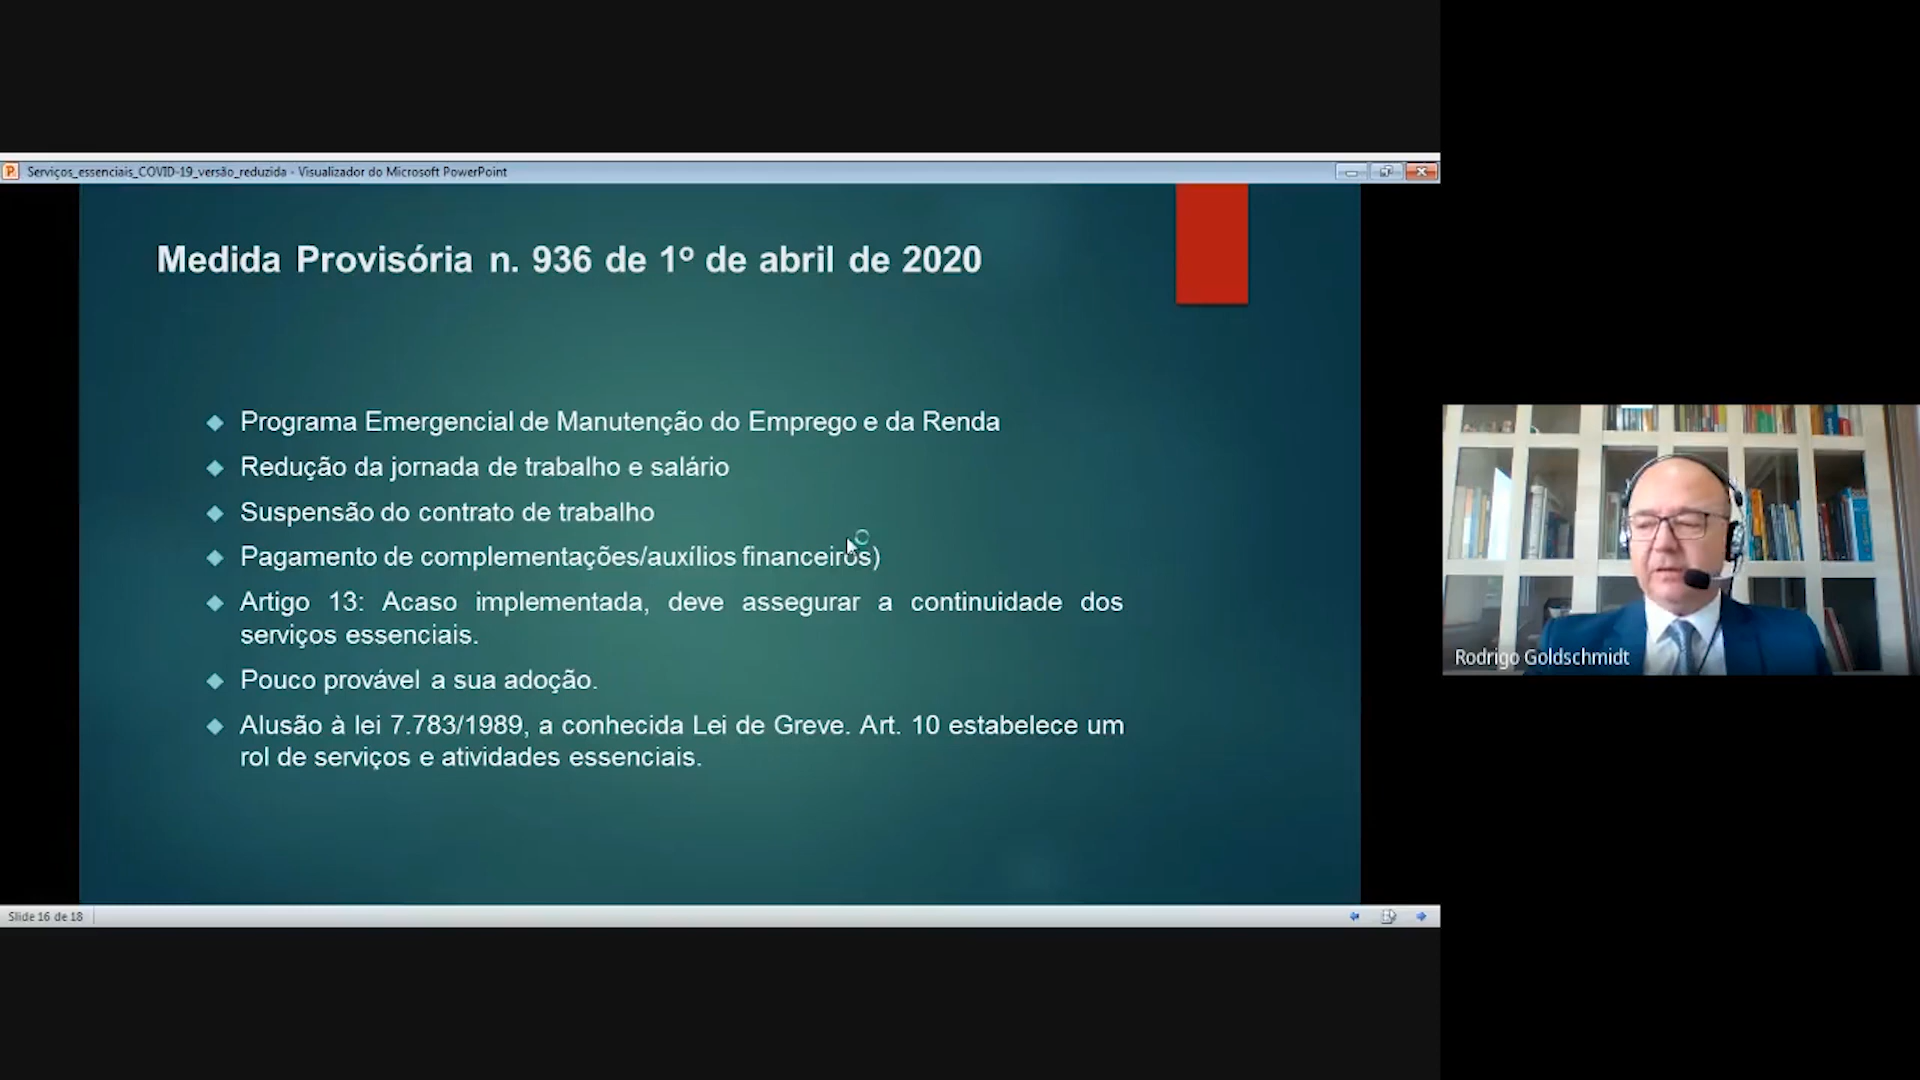 Serviços_essenciais_COVID-19_versão_reduzida - Visualizador do Microsoft PowerPoint
Medida Provisória n. 936 de 1º de abril de 2020
Programa Emergencial de Manutenção do Emprego e da Renda
Redução da jornada de trabalho e salário
Suspensão do contrato de trabalho
Pagamento de complementações/auxílios financeiros)
Artigo 13: Acaso implementada, deve assegurar a continuidade dos
serviços essenciais.
Pouco provável a sua adoção.
Alusão à lei 7.783/1989, a conhecida Lei de Greve. Art. 10 estabelece um
rol de serviços e atividades essenciais.
Rodrigo Goldschmidt
Slide 16 de 18